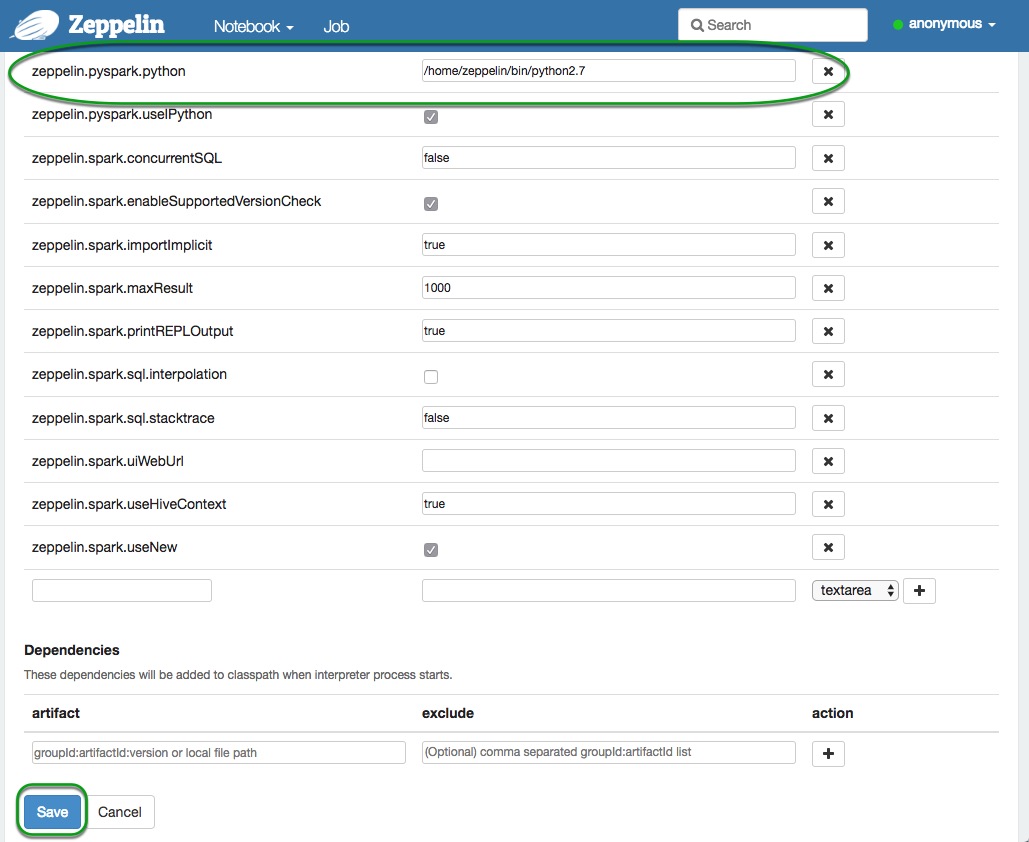 Zeppelin Notebook Job Search anonymous
zeppelin.pyspark.python /home/zeppelin/bin/python2.7
zeppelin.pyspark.useIPython
zeppelin.spark.concurrentSQL false
zeppelin.spark.enableSupportedVersionCheck
zeppelin.spark.importImplicit true
zeppelin.spark.maxResult 1000
zeppelin.spark.printREPLOutput true
zeppelin.spark.sql.interpolation
zeppelin.spark.sql.stacktrace false
zeppelin.spark.uiWebUrl
zeppelin.spark.useHiveContext true
zeppelin.spark.useNew
textarea
Dependencies
These dependencies will be added to classpath when interpreter process starts.
artifact exclude action
groupId:artifactId:version or local file path (Optional) comma separated groupId:artifactId list
Save Cancel